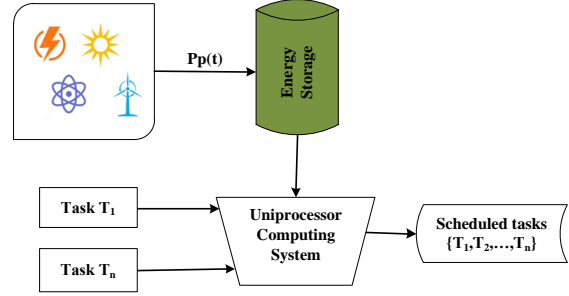 Pp(t)
Energy
Storage
Task T1
Task Tn
Uniprocessor
Computing
System
Scheduled tasks
{T1,T2,...,Tn}